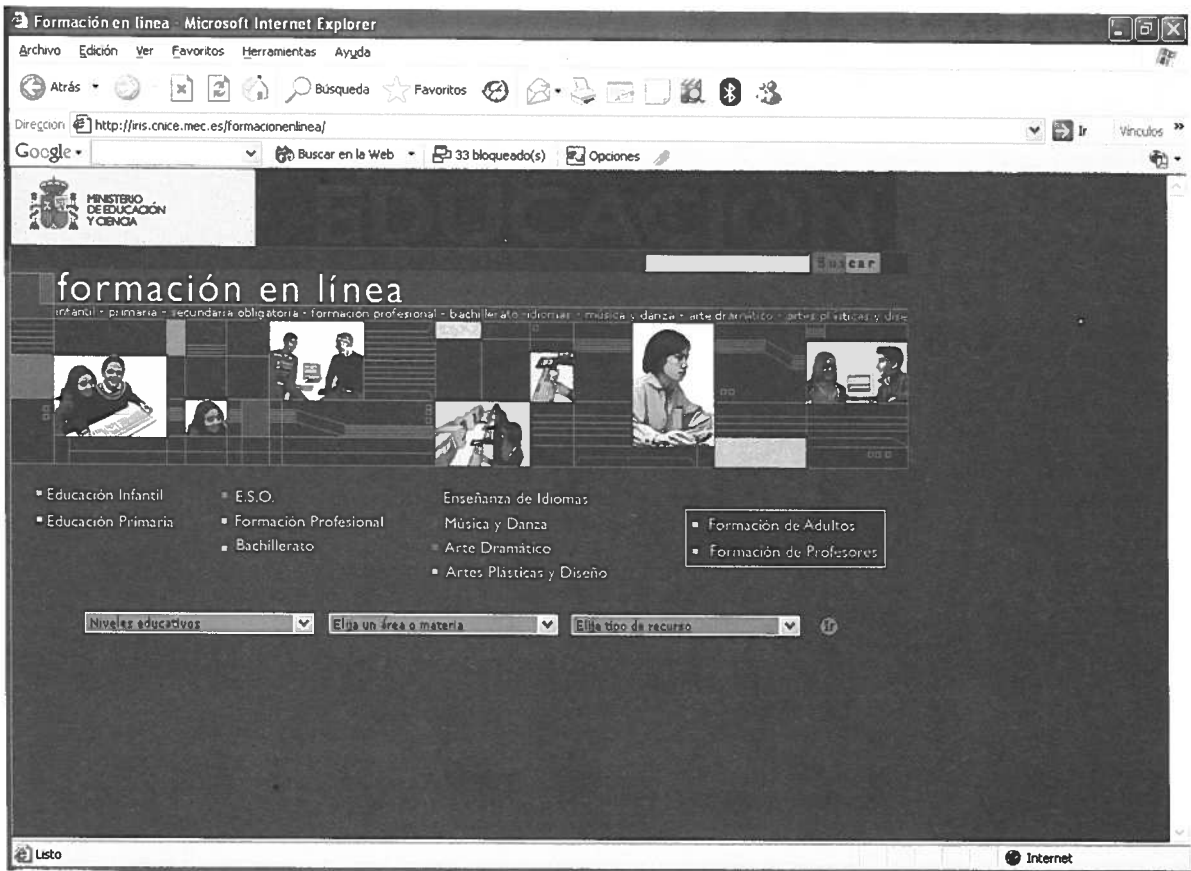 Formación en línea - Microsoft Internet Explorer
Archivo Edición Ver Favoritos Herramientas Ayuda
Atrás Búsqueda Favoritos
Dirección http://iris.cnice.mec.es/formacionenlinea/ Ir Vínculos »
Google Buscar en la Web 33 bloqueado(s) Opciones
MINISTERIO
DE EDUCACIÓN
Y CIENCIA
EDUCACION
Buscar
formación en línea
infantil - primaria - secundaria obligatoria - formación profesional - bachillerato - idiomas - música y danza - arte dramático - artes plásticas y dise
Educación Infantil
Educación Primaria
E.S.O.
Formación Profesional
Bachillerato
Enseñanza de Idiomas
Música y Danza
Arte Dramático
Artes Plásticas y Diseño
Formación de Adultos
Formación de Profesores
Niveles educativos Elija un área o materia Elija tipo de recurso Ir
Listo Internet